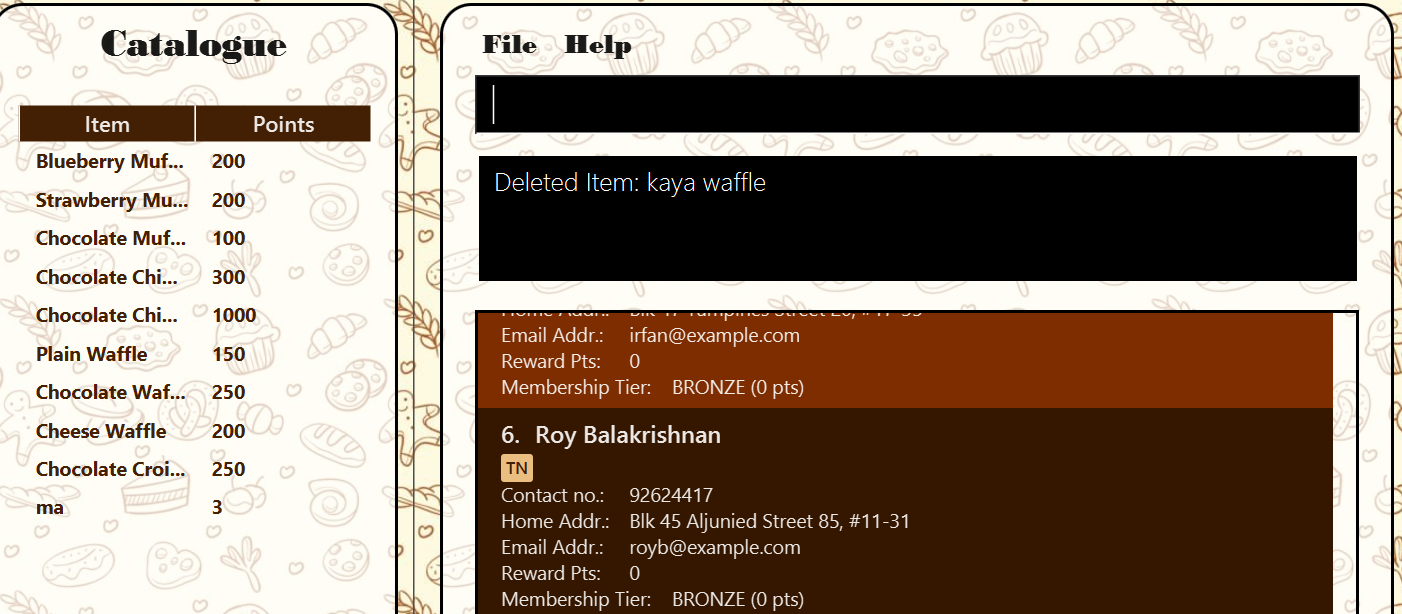 Catalogue
Item Points
Blueberry Muf... 200
Strawberry Mu... 200
Chocolate Muf... 100
Chocolate Chi... 300
Chocolate Chi... 1000
Plain Waffle 150
Chocolate Waf... 250
Cheese Waffle 200
Chocolate Croi... 250
ma 3
File Help
Deleted Item: kaya waffle
Email Addr.: irfan@example.com
Reward Pts: 0
Membership Tier: BRONZE (0 pts)
6. Roy Balakrishnan
TN
Contact no.: 92624417
Home Addr.: Blk 45 Aljunied Street 85, #11-31
Email Addr.: royb@example.com
Reward Pts: 0
Membership Tier: BRONZE (0 pts)